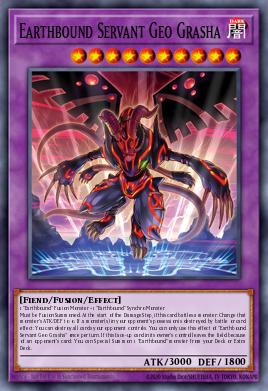 Earthbound Servant Geo Grasha
DARK
闇
[Fiend/Fusion/Effect]
1 "Earthbound" Fusion Monster + 1 "Earthbound" Synchro Monster
Must be Fusion Summoned. At the start of the Damage Step, if this card battles a monster: Change that
monster's ATK/DEF to 0. If a monster(s) in your opponent's possession is destroyed by battle or card
effect: You can destroy all cards your opponent controls. You can only use this effect of "Earthbound
Servant Geo Grasha" once per turn. If this face-up card in its owner's control leaves the field because
of an opponent's card: You can Special Summon 1 "Earthbound" monster from your Deck or Extra
Deck.
ATK/3000 DEF/1800